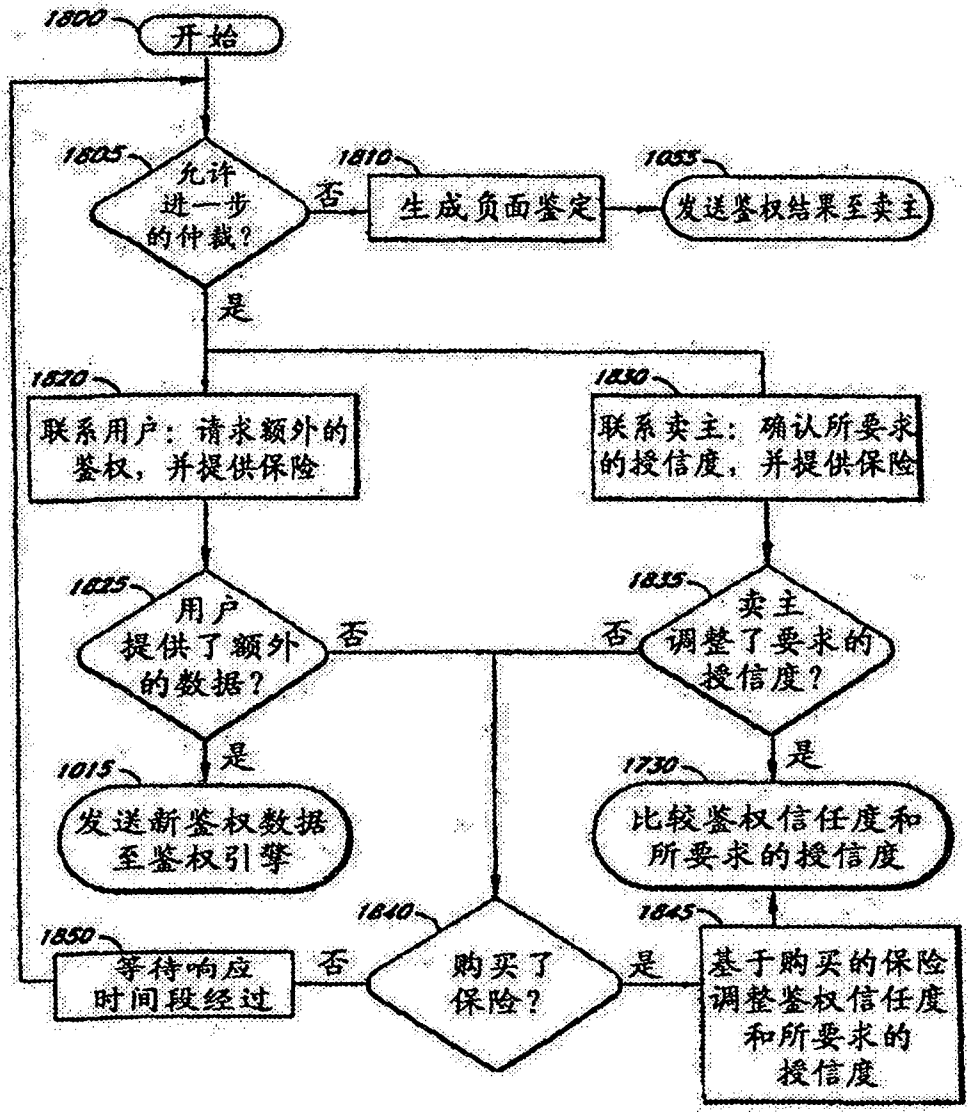 1800
开始
1805
允许
进一步
的仲裁？
否
1810
生成负面鉴定
1055
发送鉴权结果至卖主
是
1820
联系用户：请求额外的
鉴权，并提供保险
1830
联系卖主：确认所要求
的授信度，并提供保险
1825
用户
提供了额外
的数据？
否
1835
卖主
调整了要求的
授信度？
否
是
1015
发送新鉴权数据
至鉴权引擎
是
1730
比较鉴权信任度和
所要求的授信度
1840
购买了
保险？
否
1850
等待响应
时间段经过
是
1845
基于购买的保险
调整鉴权信任度
和所要求的
授信度